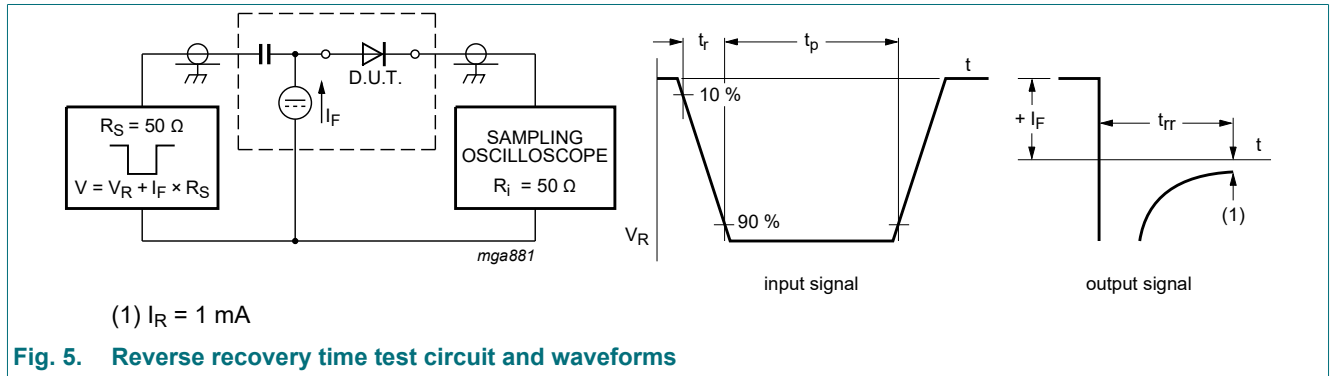 D.U.T.
I_F
R_S = 50 Ω
V = V_R + I_F × R_S
SAMPLING
OSCILLOSCOPE
R_i = 50 Ω
mga881
t_r
t_p
t
10 %
90 %
V_R
input signal
+ I_F
t_rr
t
(1)
output signal
(1) I_R = 1 mA
Fig. 5. Reverse recovery time test circuit and waveforms